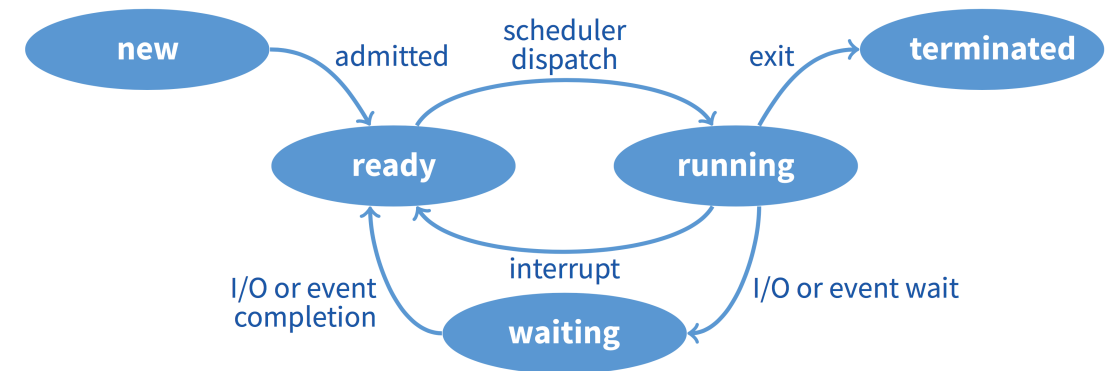 new
admitted
scheduler
dispatch
exit
terminated
ready
running
interrupt
I/O or event
completion
I/O or event wait
waiting